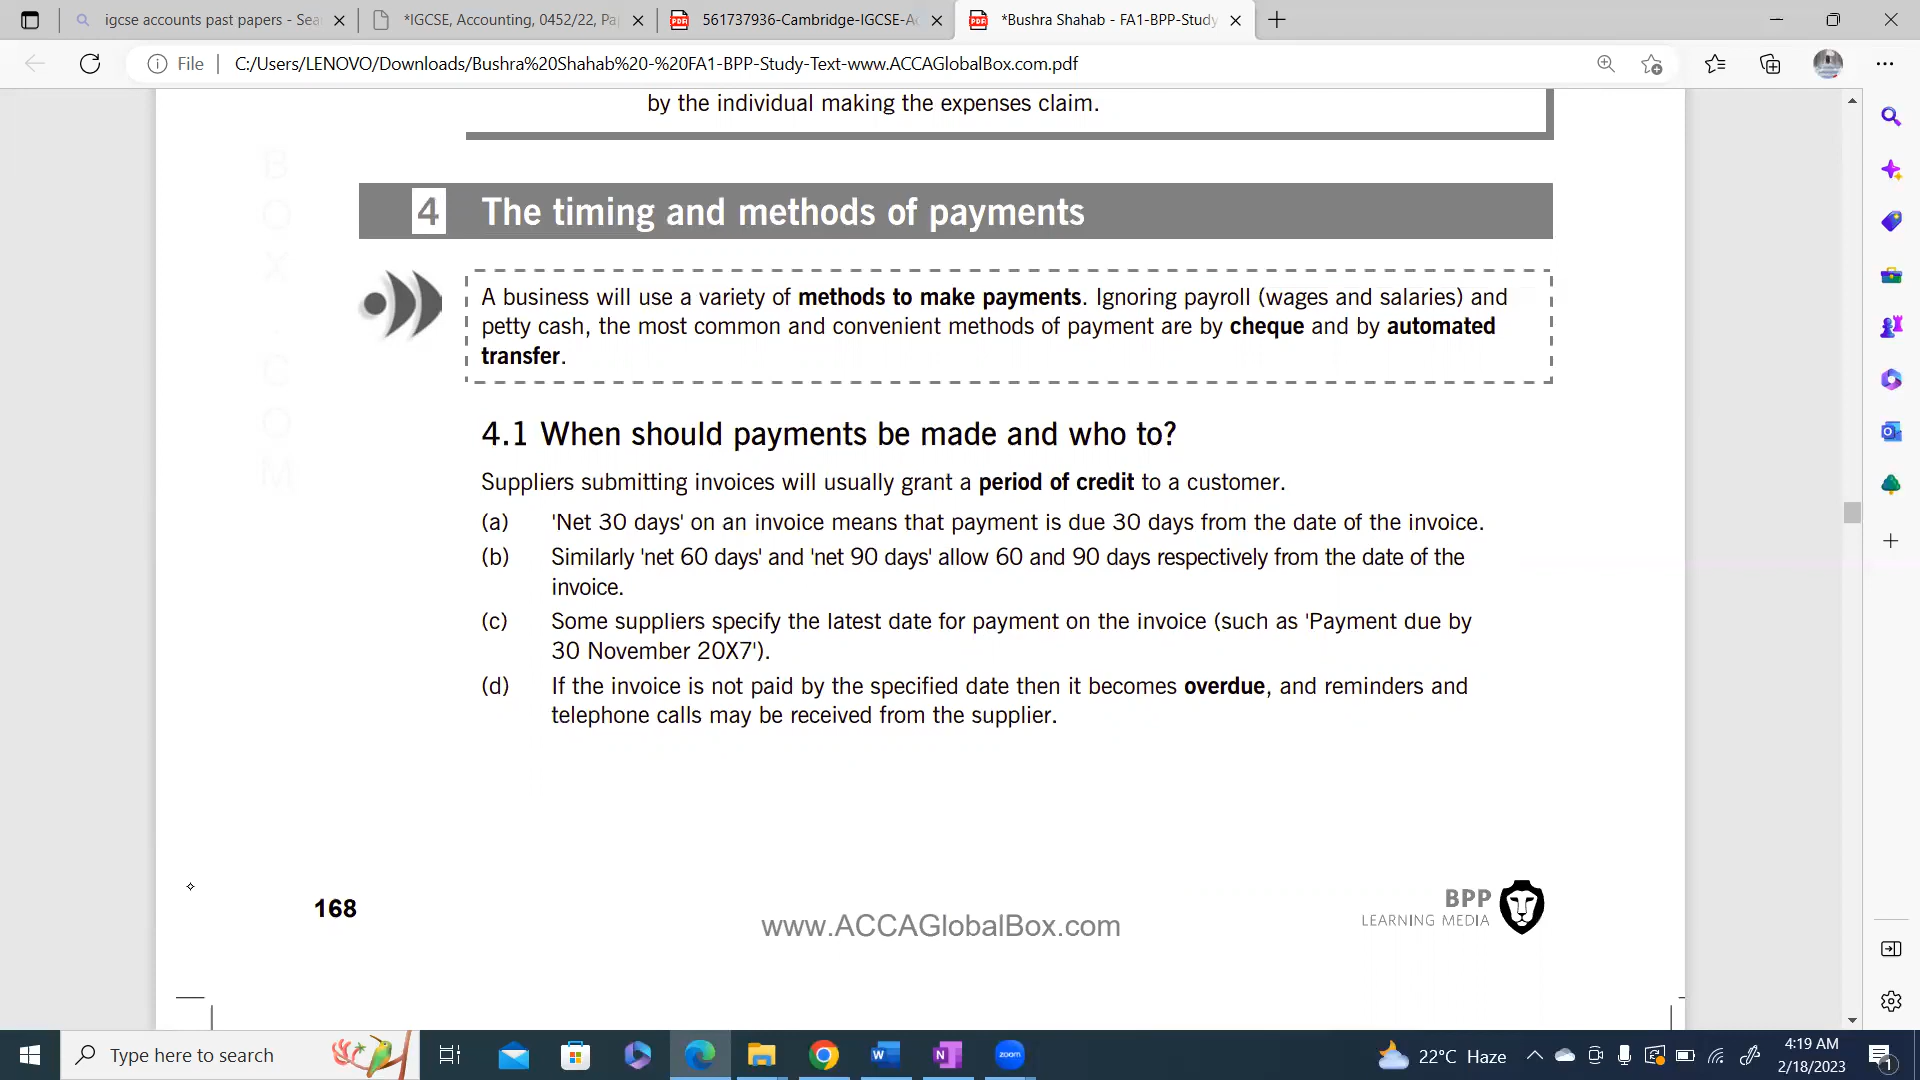 igcse accounts past papers - Sea
*IGCSE, Accounting, 0452/22, Pa
561737936-Cambridge-IGCSE-Ac
*Bushra Shahab - FA1-BPP-Study
File
C:/Users/LENOVO/Downloads/Bushra%20Shahab%20-%20FA1-BPP-Study-Text-www.ACCAGlobalBox.com.pdf
by the individual making the expenses claim.
B
O
X
.
C
O
M
4 The timing and methods of payments
A business will use a variety of methods to make payments. Ignoring payroll (wages and salaries) and
petty cash, the most common and convenient methods of payment are by cheque and by automated
transfer.
4.1 When should payments be made and who to?
Suppliers submitting invoices will usually grant a period of credit to a customer.
(a) 'Net 30 days' on an invoice means that payment is due 30 days from the date of the invoice.
(b) Similarly 'net 60 days' and 'net 90 days' allow 60 and 90 days respectively from the date of the
invoice.
(c) Some suppliers specify the latest date for payment on the invoice (such as 'Payment due by
30 November 20X7').
(d) If the invoice is not paid by the specified date then it becomes overdue, and reminders and
telephone calls may be received from the supplier.
168
www.ACCAGlobalBox.com
BPP
LEARNING MEDIA
Type here to search
zoom
22°C Haze
4:19 AM
2/18/2023
1